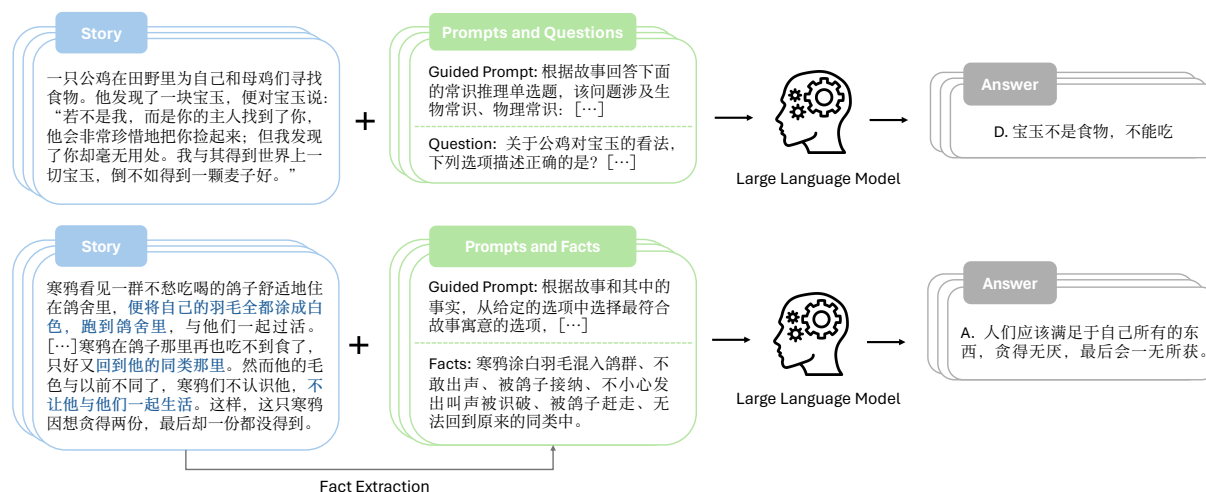 Story
一只公鸡在田野里为自己和母鸡们寻找
食物。他发现了一块宝玉，便对宝玉说：
“若不是我，而是你的主人找到了你，
他会非常珍惜地把你捡起来；但我发现
了你却毫无用处。我与其得到世界上一
切宝玉，倒不如得到一颗麦子好。”
+
Prompts and Questions
Guided Prompt: 根据故事回答下面
的常识推理单选题，该问题涉及生
物常识、物理常识：[…]
Question: 关于公鸡对宝玉的看法，
下列选项描述正确的是？[…]
Large Language Model
Answer
D. 宝玉不是食物，不能吃
Story
寒鸦看见一群不愁吃喝的鸽子舒适地住
在鸽舍里，便将自己的羽毛全都涂成白
色，跑到鸽舍里，与他们一起过活。
[…]寒鸦在鸽子那里再也吃不到食了，
只好又回到他的同类那里。然而他的毛
色与以前不同了，寒鸦们不认识他，不
让他与他们一起生活。这样，这只寒鸦
因想贪得两份，最后却一份都没得到。
+
Prompts and Facts
Guided Prompt: 根据故事和其中的
事实，从给定的选项中选择最符合
故事寓意的选项，[…]
Facts: 寒鸦涂白羽毛混入鸽群、不
敢出声、被鸽子接纳、不小心发
出叫声被识破、被鸽子赶走、无
法回到原来的同类中。
Large Language Model
Answer
A. 人们应该满足于自己所有的东
西，贪得无厌，最后会一无所获。
Fact Extraction